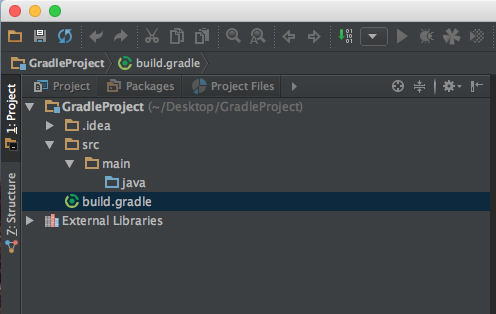 GradleProject build.gradle
1: Project
Project Packages Project Files
GradleProject (~/Desktop/GradleProject)
.idea
src
main
java
build.gradle
External Libraries
Z: Structure